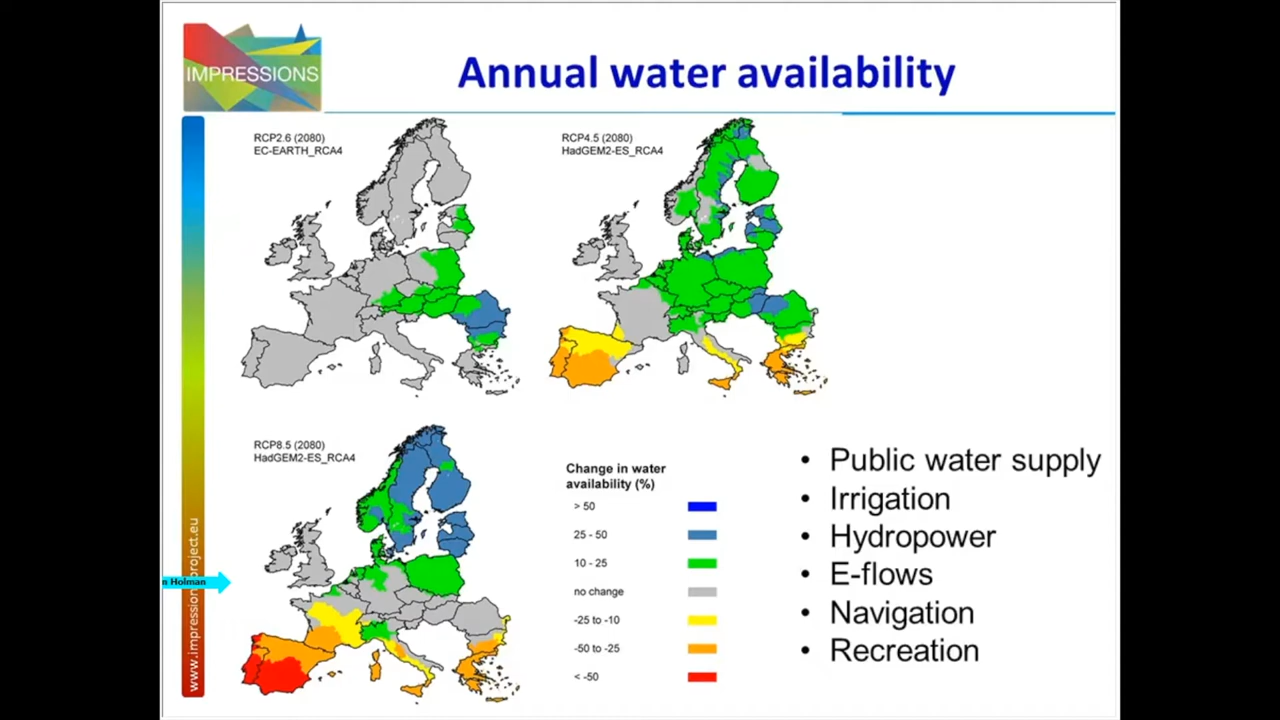 IMPRESSIONS
Annual water availability
RCP2.6 (2080)
EC-EARTH_RCA4
RCP4.5 (2080)
HadGEM2-ES_RCA4
RCP8.5 (2080)
HadGEM2-ES_RCA4
Change in water
availability (%)
> 50
25 - 50
10 - 25
no change
-25 to -10
-50 to -25
< -50
• Public water supply
• Irrigation
• Hydropower
• E-flows
• Navigation
• Recreation
n Holman
www.impressions project.eu